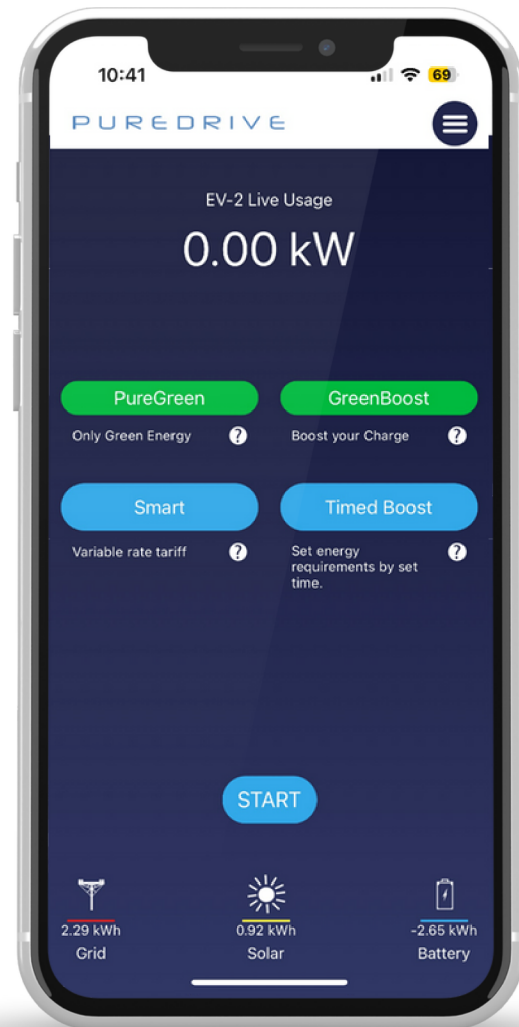 10:41
69
PUREDRIVE
EV-2 Live Usage
0.00 kW
PureGreen
GreenBoost
Only Green Energy ?
Boost your Charge ?
Smart
Timed Boost
Variable rate tariff ?
Set energy ?
requirements by set
time.
START
2.29 kWh
0.92 kWh
-2.65 kWh
Grid
Solar
Battery